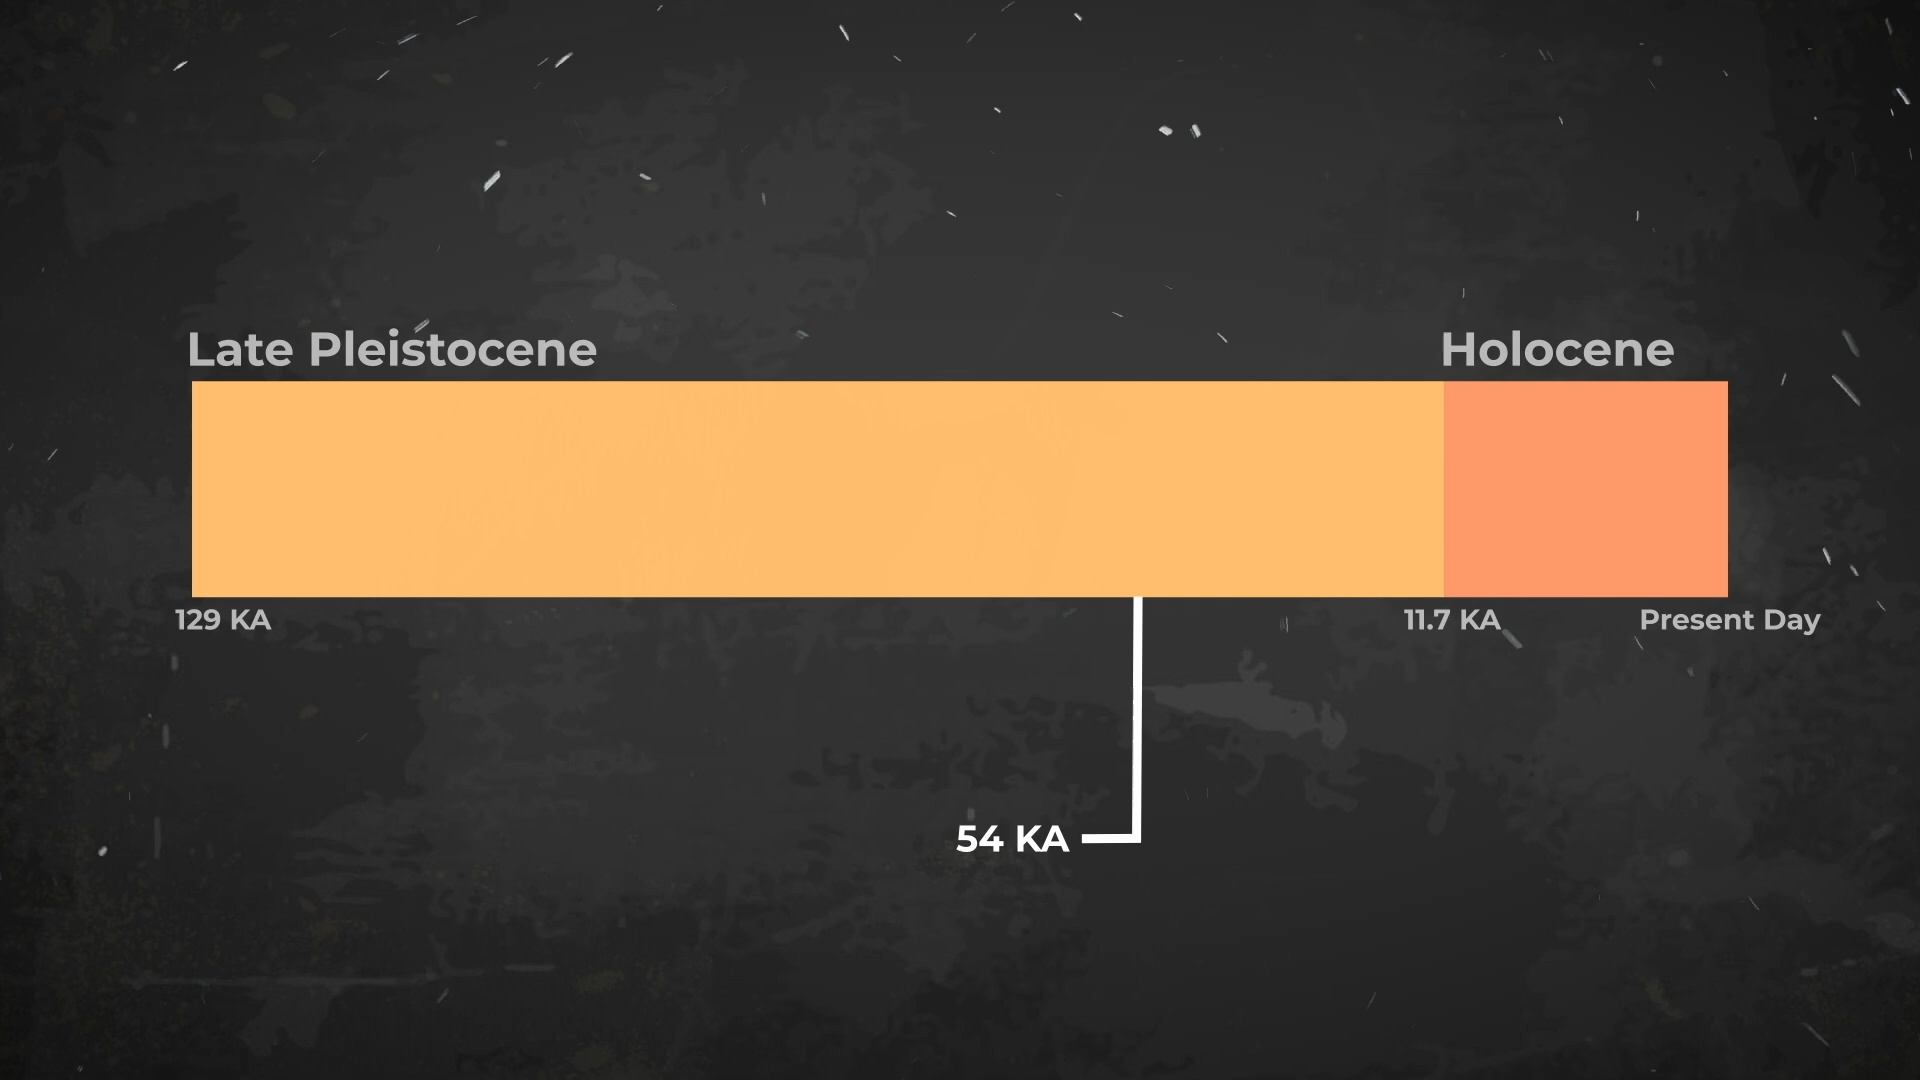 Late Pleistocene
Holocene
129 KA
11.7 KA
Present Day
54 KA